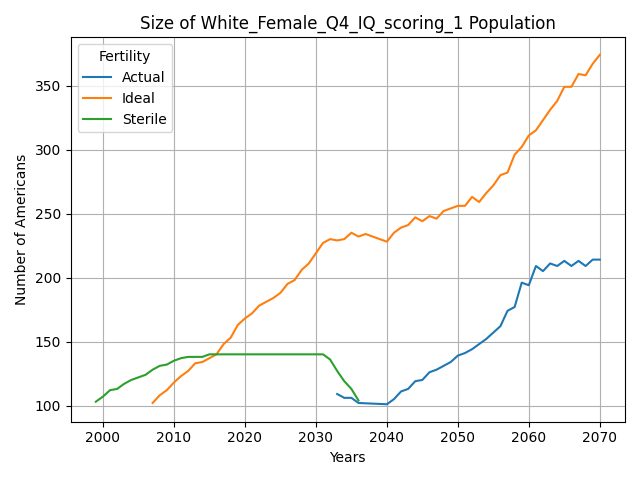 Size of White_Female_Q4_IQ_scoring_1 Population
Fertility
Actual
Ideal
Sterile
Number of Americans
350
300
250
200
150
100
2000 2010 2020 2030 2040 2050 2060 2070
Years